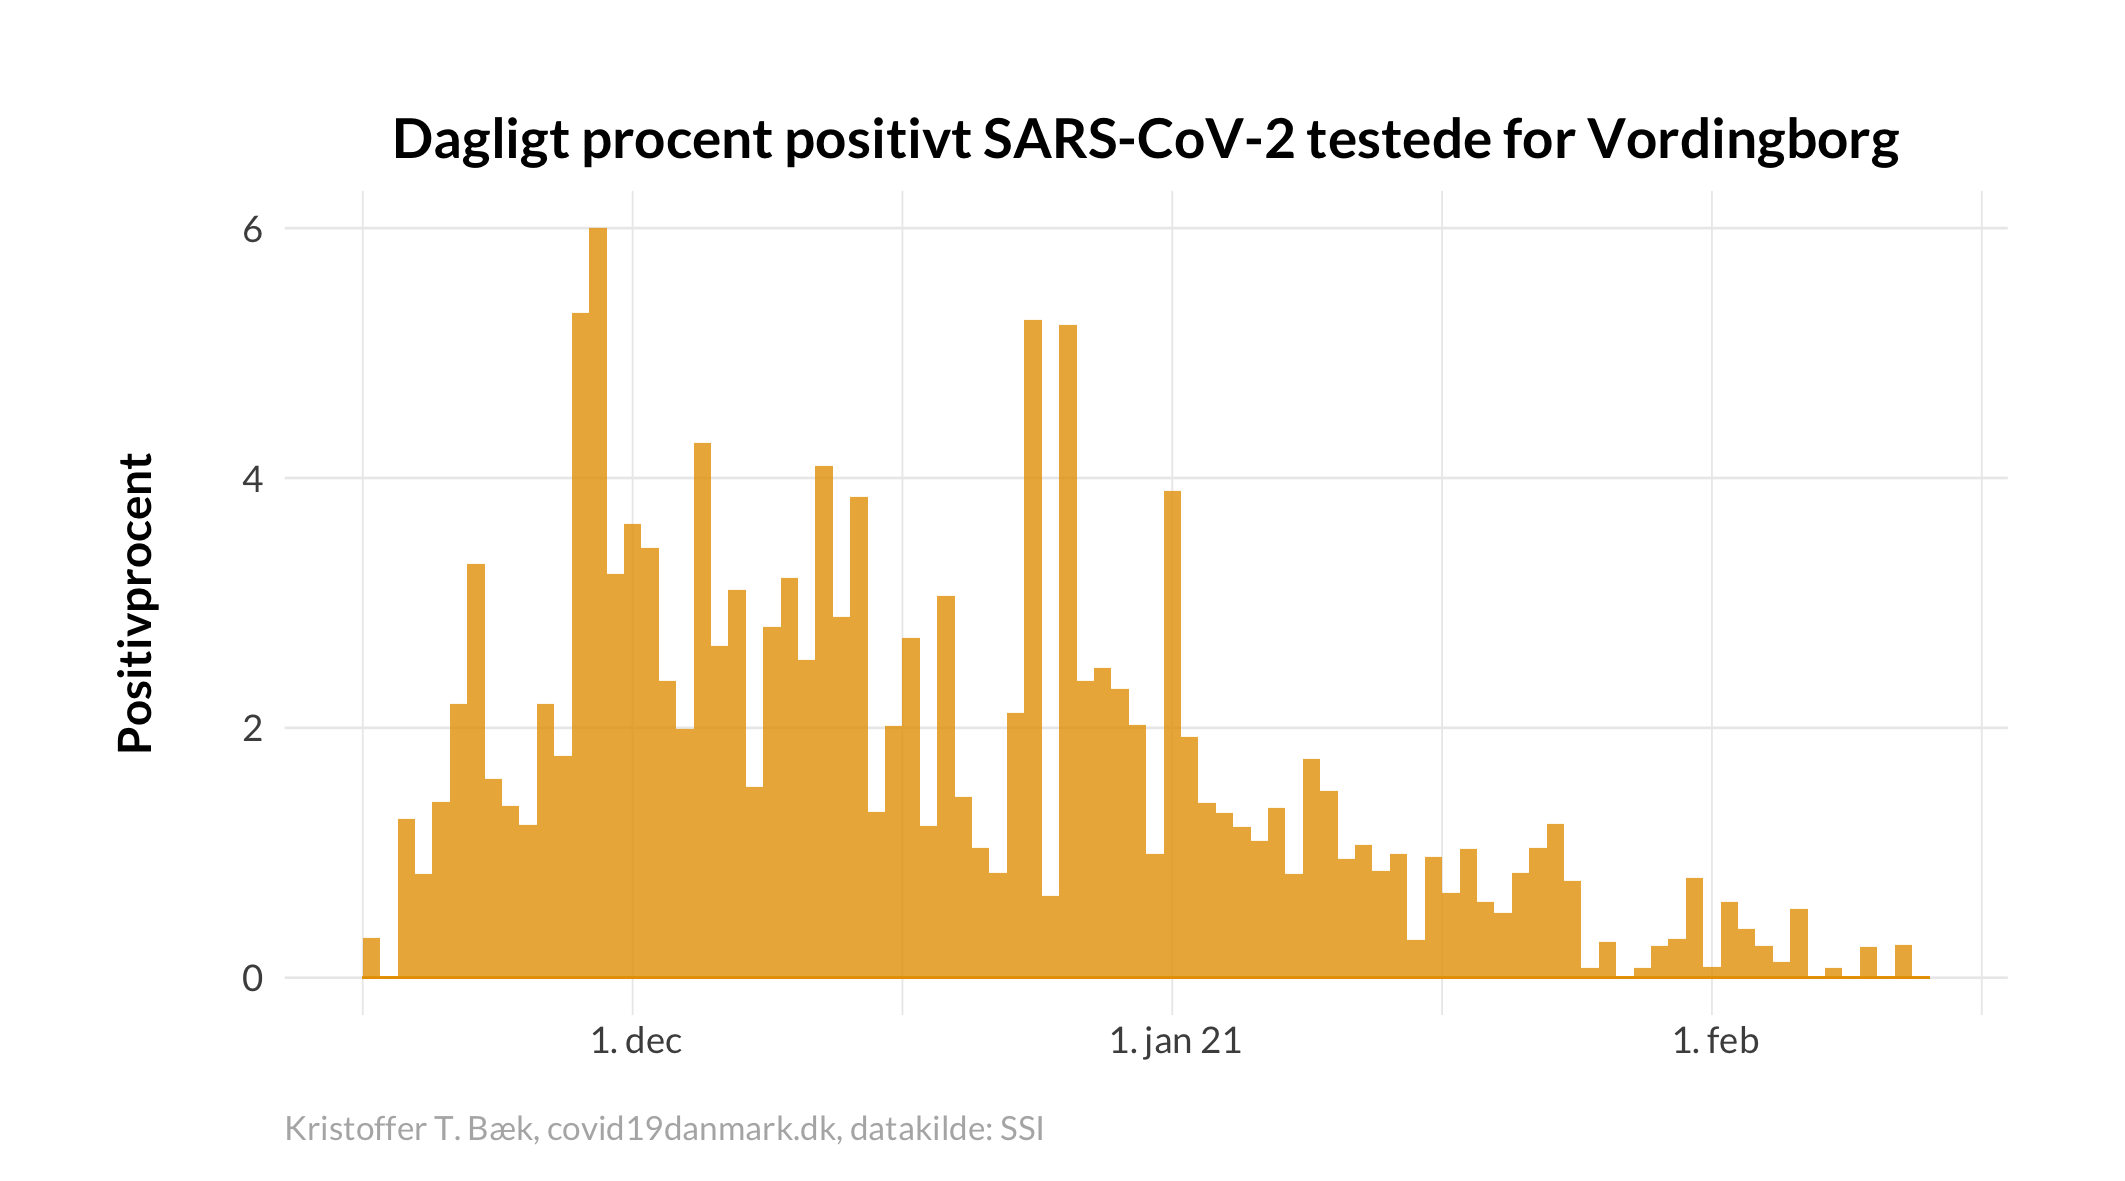 Dagligt procent positivt SARS-CoV-2 testede for Vordingborg
Positivprocent
6
4
2
0
1. dec
1. jan 21
1. feb
Kristoffer T. Bæk, covid19danmark.dk, datakilde: SSI